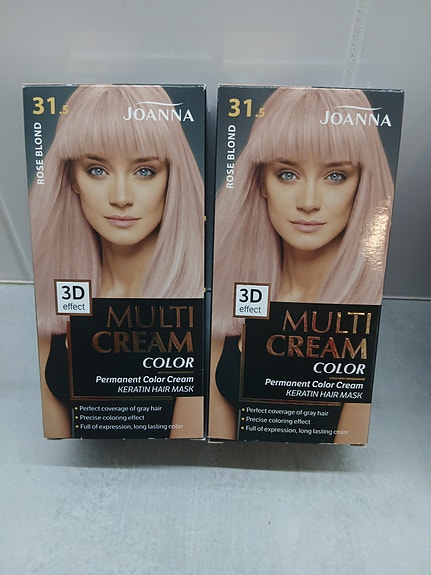 31.5
JOANNA
ROSE BLOND
3D
effect
MULTI
CREAM
COLOR
Permanent Color Cream
KERATIN HAIR MASK
• Perfect coverage of gray hair
• Precise coloring effect
• Full of expression, long lasting color
31.5
JOANNA
ROSE BLOND
3D
effect
MULTI
CREAM
COLOR
Permanent Color Cream
KERATIN HAIR MASK
• Perfect coverage of gray hair
• Precise coloring effect
• Full of expression, long lasting color